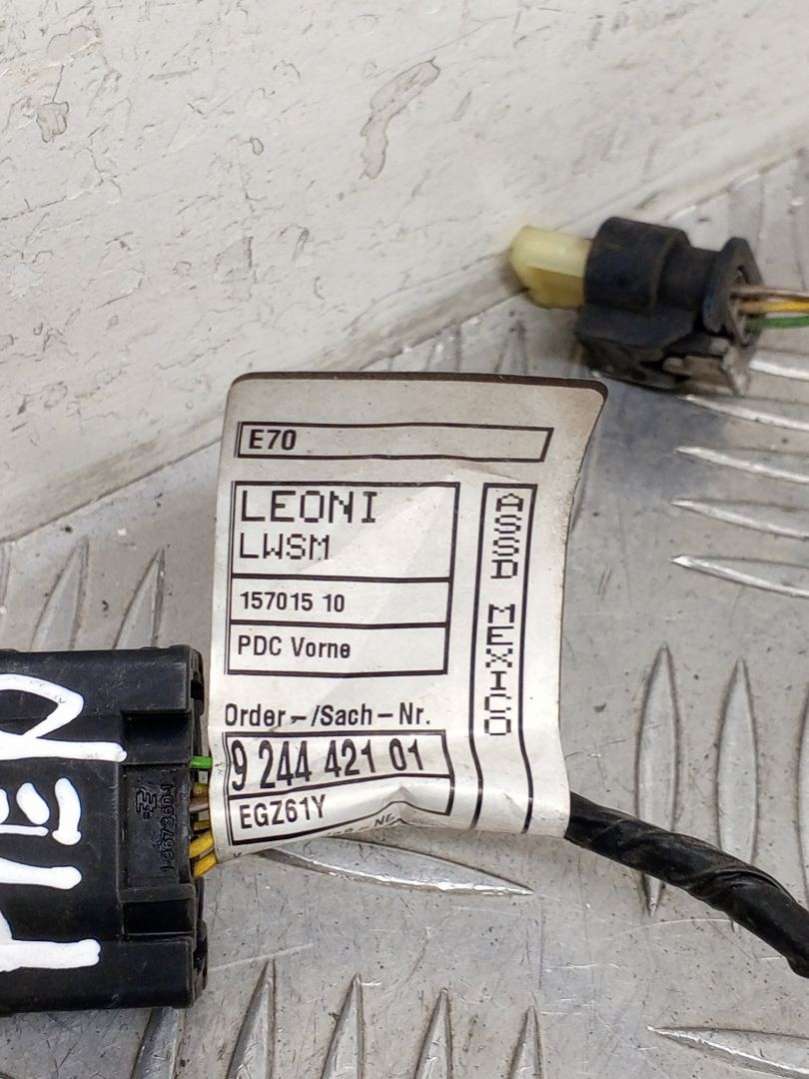 E70
LEONI
LWSM
157015 10
PDC Vorne
Order-/Sach-Nr.
9 244 421 01
EGZ61Y
ASSD MEXICO